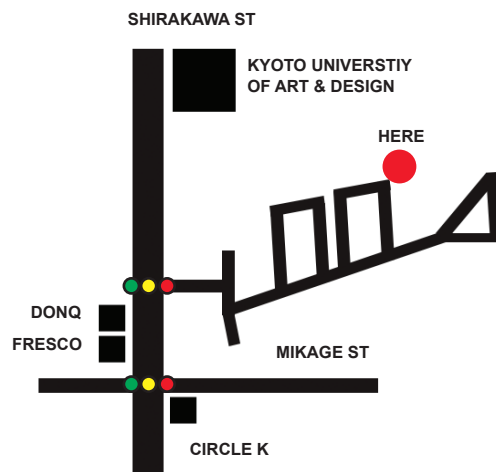 SHIRAKAWA ST
KYOTO UNIVERSTIY
OF ART & DESIGN
HERE
DONQ
FRESCO
MIKAGE ST
CIRCLE K